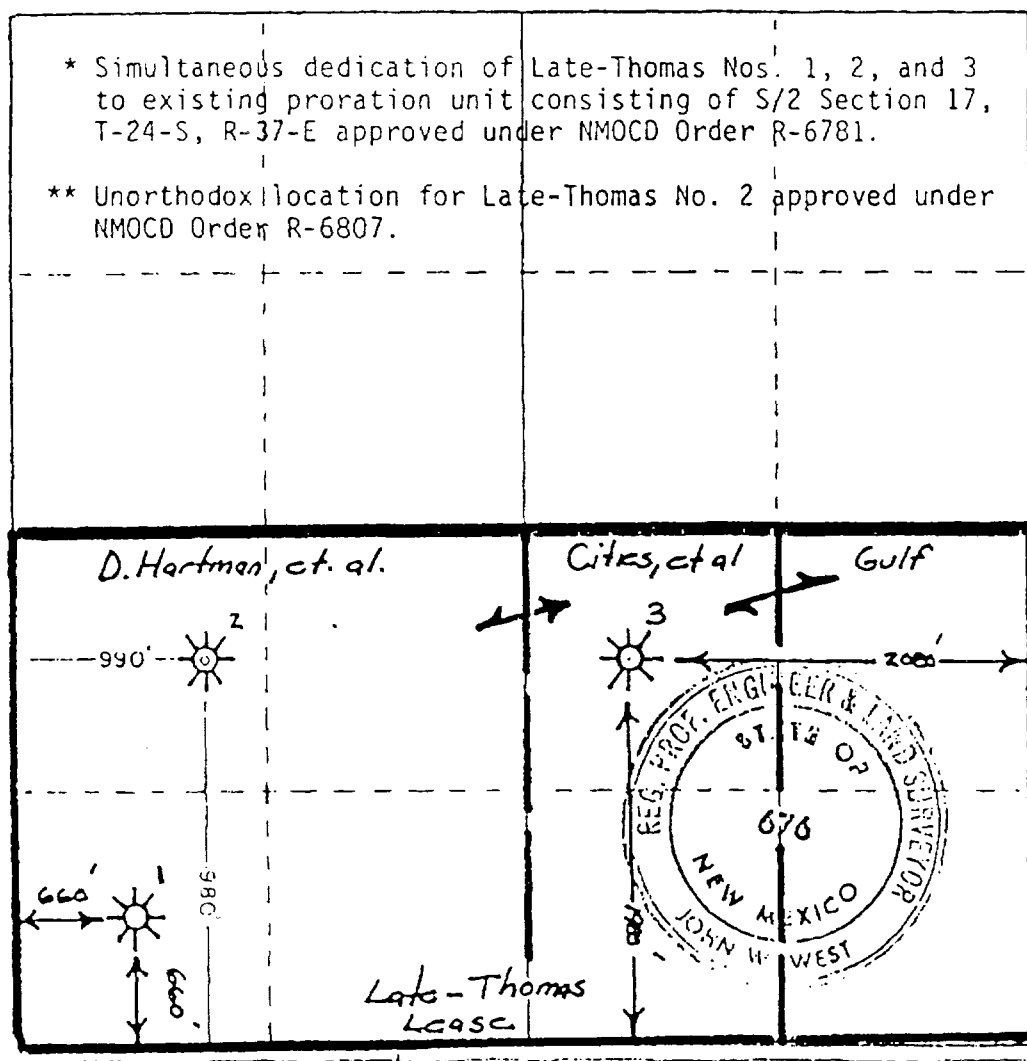 * Simultaneous dedication of Late-Thomas Nos. 1, 2, and 3
to existing proration unit consisting of S/2 Section 17,
T-24-S, R-37-E approved under NMOCD Order R-6781.
** Unorthodox location for Late-Thomas No. 2 approved under
NMOCD Order R-6807.
D. Hartman, et. al.
Cities, et al
Gulf
2
3
990'
2080'
REG. PROF. ENGINEER & LAND SURVEYOR
STATE OF
676
NEW MEXICO
JOHN W. WEST
660'
1
660'
Late-Thomas
Lease